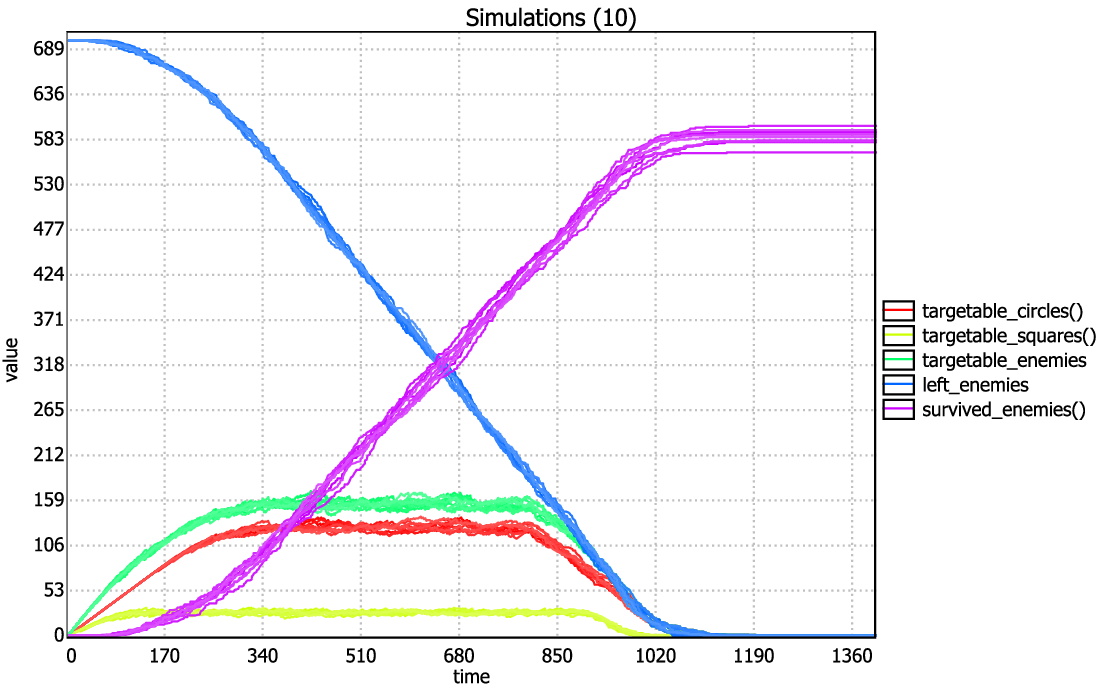 Simulations (10)
689
636
583
530
477
424
371
318
265
212
159
106
53
0
value
0 170 340 510 680 850 1020 1190 1360
time
targetable_circles()
targetable_squares()
targetable_enemies
left_enemies
survived_enemies()